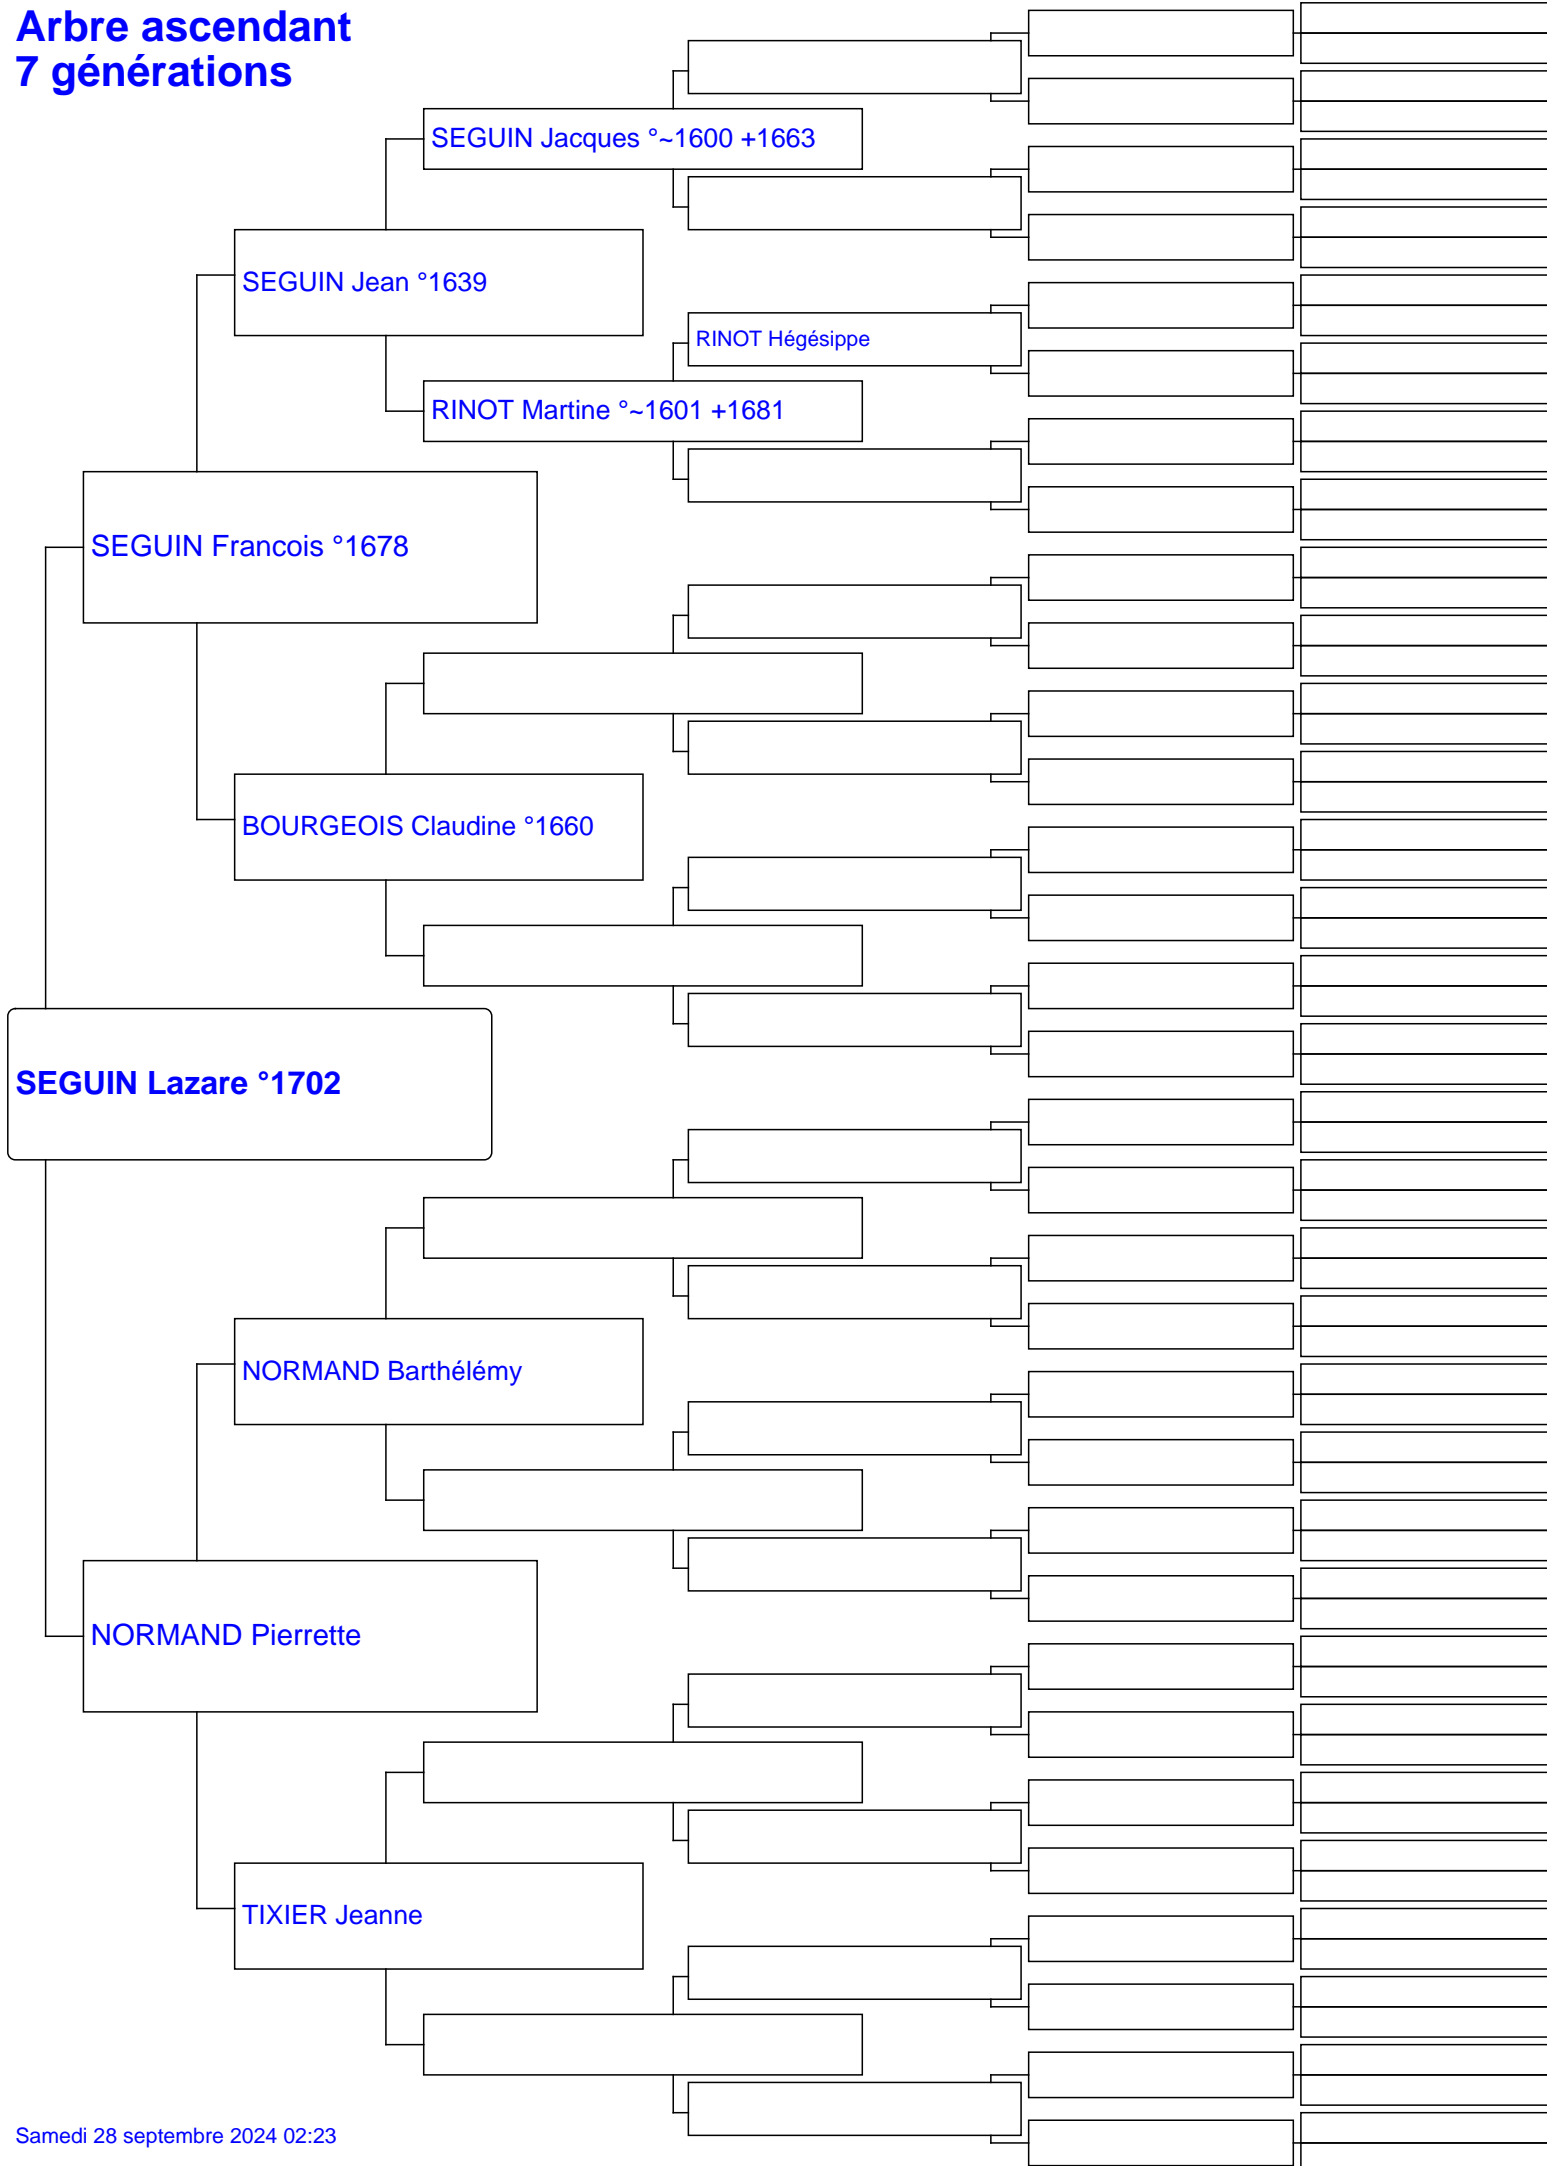 Arbre ascendant
7 générations
SEGUIN Jacques °~1600 +1663
SEGUIN Jean °1639
RINOT Hégésippe
RINOT Martine °~1601 +1681
SEGUIN Francois °1678
BOURGEOIS Claudine °1660
SEGUIN Lazare °1702
NORMAND Barthélémy
NORMAND Pierrette
TIXIER Jeanne
Samedi 28 septembre 2024 02:23